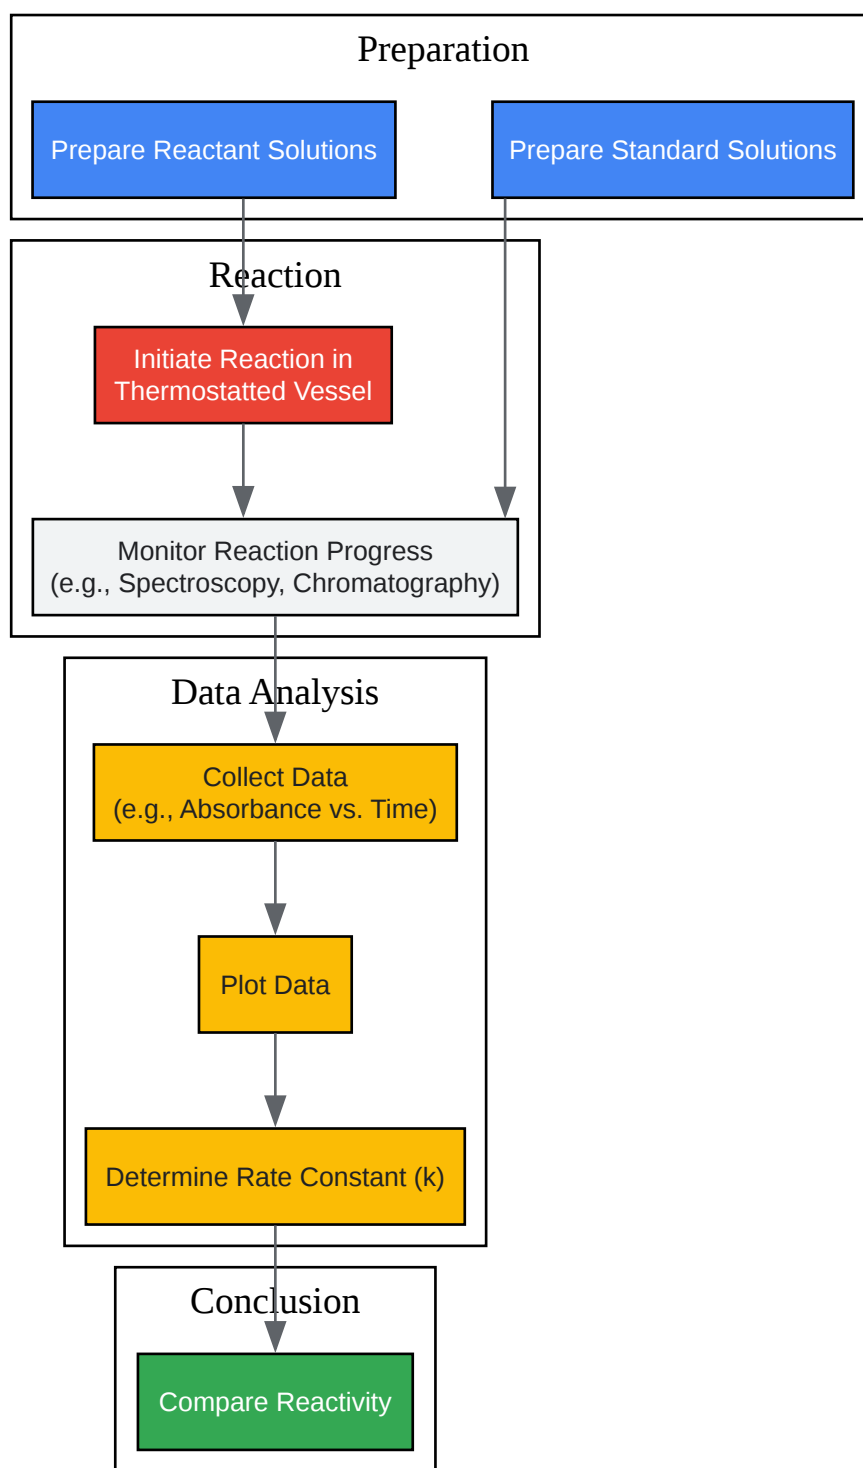 Preparation
Prepare Reactant Solutions
Prepare Standard Solutions
Reaction
Initiate Reaction in
Thermostatted Vessel
Monitor Reaction Progress
(e.g., Spectroscopy, Chromatography)
Data Analysis
Collect Data
(e.g., Absorbance vs. Time)
Plot Data
Determine Rate Constant (k)
Conclusion
Compare Reactivity